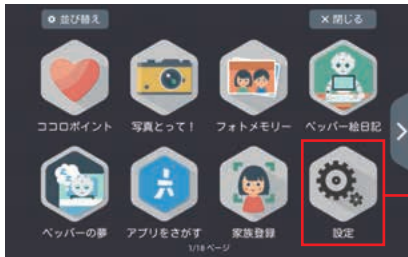 並び替え
×閉じる
ココロポイント
写真とって!
フォトメモリー
ペッパー絵日記
ペッパーの夢
アプリをさがす
家族登録
設定
1/18 ページ